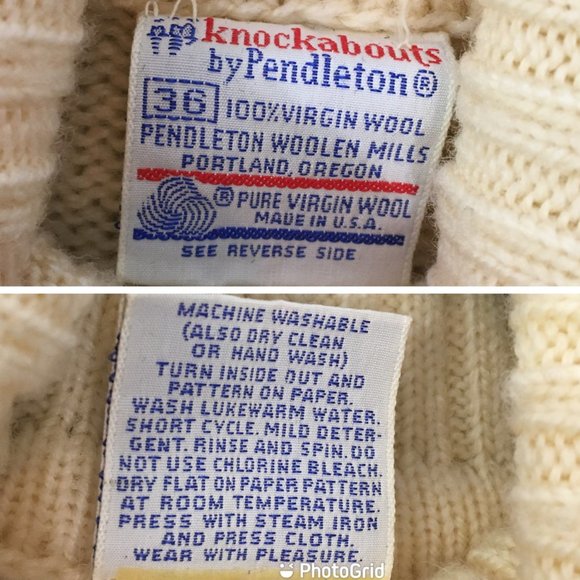 knockabouts
by Pendleton®
36 100% VIRGIN WOOL
PENDLETON WOOLEN MILLS
PORTLAND, OREGON
® PURE VIRGIN WOOL
MADE IN U.S.A.
SEE REVERSE SIDE
MACHINE WASHABLE
(ALSO DRY CLEAN
OR HAND WASH)
TURN INSIDE OUT AND
PATTERN ON PAPER.
WASH LUKEWARM WATER.
SHORT CYCLE. MILD DETER-
GENT. RINSE AND SPIN. DO
NOT USE CHLORINE BLEACH.
DRY FLAT ON PAPER PATTERN
AT ROOM TEMPERATURE.
PRESS WITH STEAM IRON
AND PRESS CLOTH.
WEAR WITH PLEASURE.
PhotoGrid